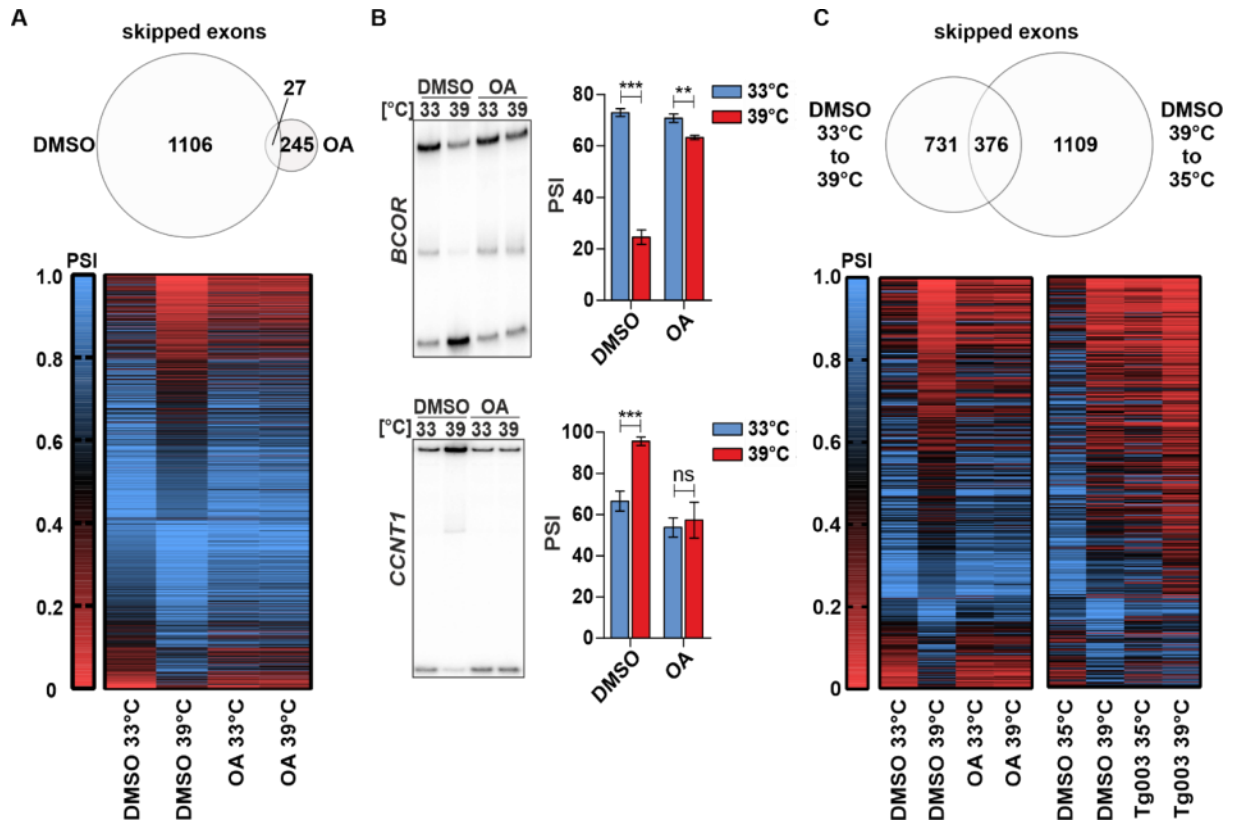 A
skipped exons
27
DMSO
1106
245
OA
PSI
1.0
0.8
0.6
0.4
0.2
0
DMSO 33°C
DMSO 39°C
OA 33°C
OA 39°C
B
DMSO OA
[°C] 33 39 33 39
BCOR
PSI
80
60
40
20
0
***
**
33°C
39°C
DMSO
OA
DMSO OA
[°C] 33 39 33 39
CCNT1
PSI
100
80
60
40
20
0
***
ns
33°C
39°C
DMSO
OA
C
skipped exons
DMSO
33°C
to
39°C
731
376
1109
DMSO
39°C
to
35°C
PSI
1.0
0.8
0.6
0.4
0.2
0
DMSO 33°C
DMSO 39°C
OA 33°C
OA 39°C
DMSO 35°C
DMSO 39°C
Tg003 35°C
Tg003 39°C